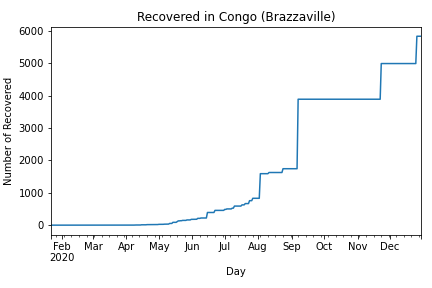 Recovered in Congo (Brazzaville)
6000
5000
4000
3000
2000
1000
0
Number of Recovered
Feb Mar Apr May Jun Jul Aug Sep Oct Nov Dec
2020
Day